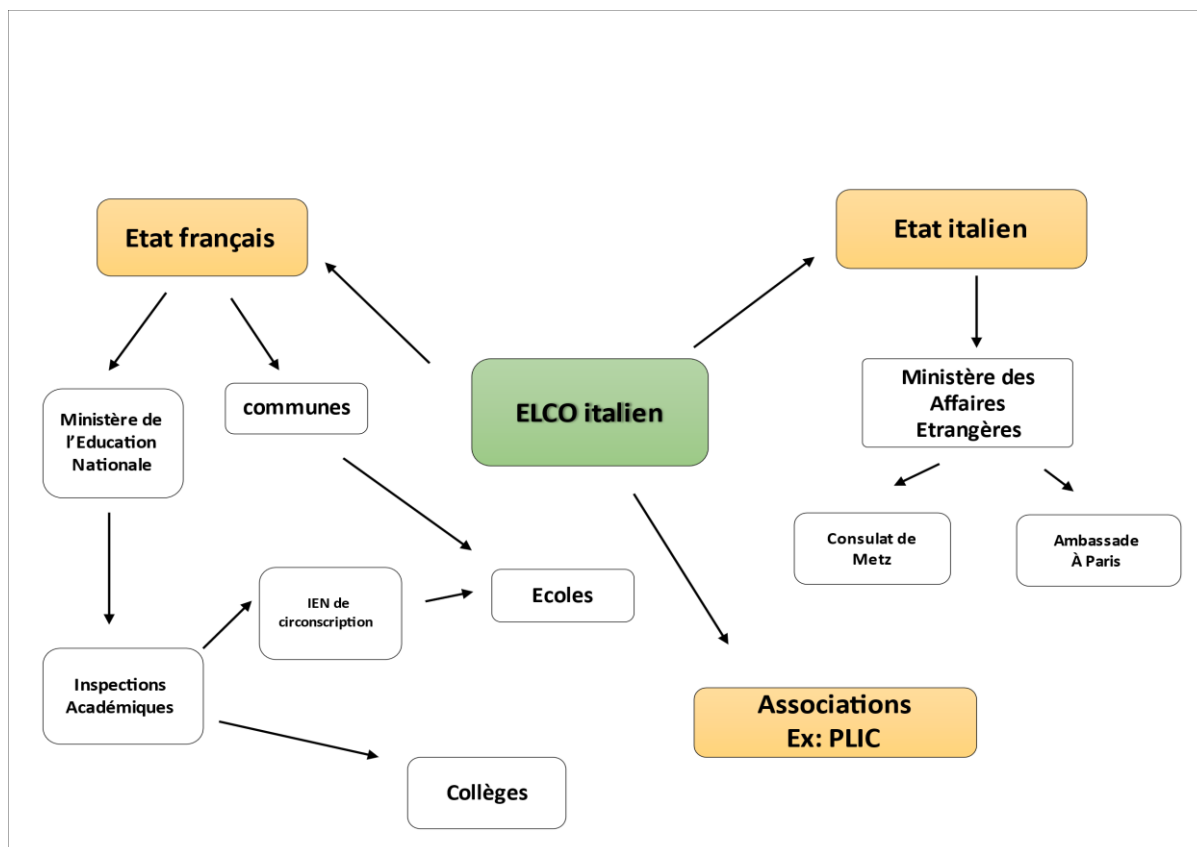 Etat français
Etat italien
Ministère de
l'Education
Nationale
communes
ELCO italien
Ministère des
Affaires
Etrangères
Consulat de
Metz
Ambassade
À Paris
IEN de
circonscription
Ecoles
Inspections
Académiques
Associations
Ex: PLIC
Collèges